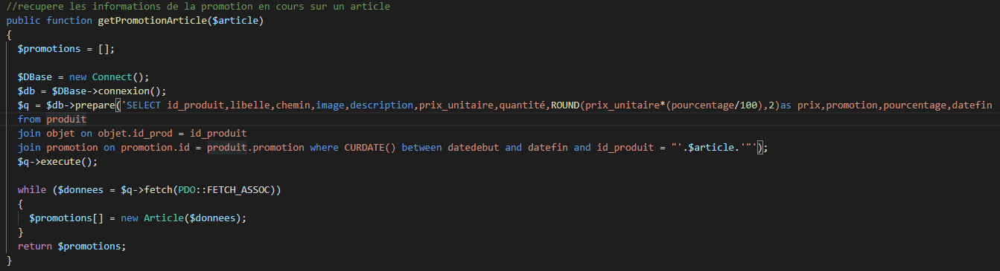 //recupere les informations de la promotion en cours sur un article
public function getPromotionArticle($article)
{
$promotions = [];
$DBase = new Connect();
$db = $DBase->connexion();
$q = $db->prepare('SELECT id_produit,libelle,chemin,image,description,prix_unitaire,quantité,ROUND(prix_unitaire*(pourcentage/100),2)as prix,promotion,pourcentage,datefin
from produit
join objet on objet.id_prod = id_produit
join promotion on promotion.id = produit.promotion where CURDATE() between datedebut and datefin and id_produit = "'.$article.'"');
$q->execute();
while ($donnees = $q->fetch(PDO::FETCH_ASSOC))
{
$promotions[] = new Article($donnees);
}
return $promotions;
}